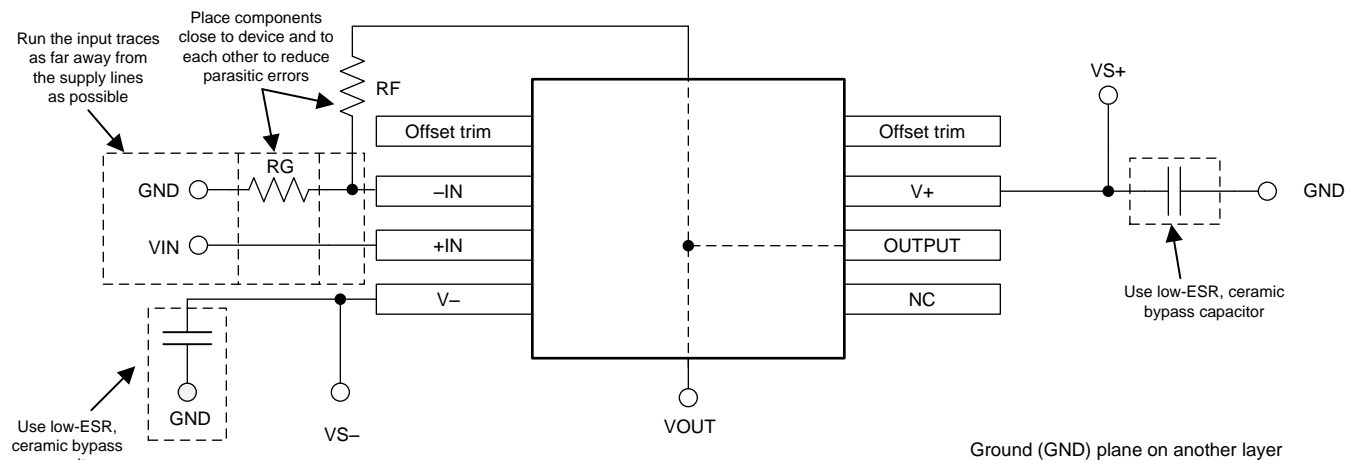 Place components
close to device and to
each other to reduce
parasitic errors
Run the input traces
as far away from
the supply lines
as possible
VS+
RF
Offset trim
Offset trim
RG
GND
–IN
V+
GND
VIN
+IN
OUTPUT
V–
NC
Use low-ESR, ceramic
bypass capacitor
GND
VS–
VOUT
Use low-ESR,
ceramic bypass
Ground (GND) plane on another layer